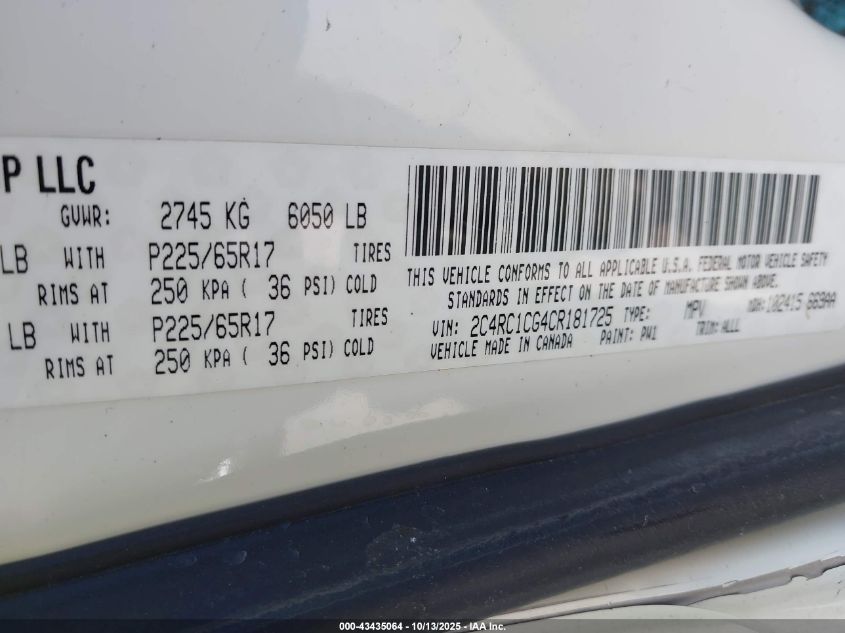 P LLC
GVWR: 2745 KG 6050 LB
LB WITH P225/65R17 TIRES
RIMS AT 250 KPA ( 36 PSI) COLD
LB WITH P225/65R17 TIRES
RIMS AT 250 KPA ( 36 PSI) COLD
THIS VEHICLE CONFORMS TO ALL APPLICABLE U.S.A. FEDERAL MOTOR VEHICLE SAFETY
STANDARDS IN EFFECT ON THE DATE OF MANUFACTURE SHOWN ABOVE.
VIN: 2C4RC1CG4CR181725 TYPE: MPV MDH: 102415 663AA
VEHICLE MADE IN CANADA PAINT: PW1 TRIM:
000-43435064 - 10/13/2025 - IAA Inc.